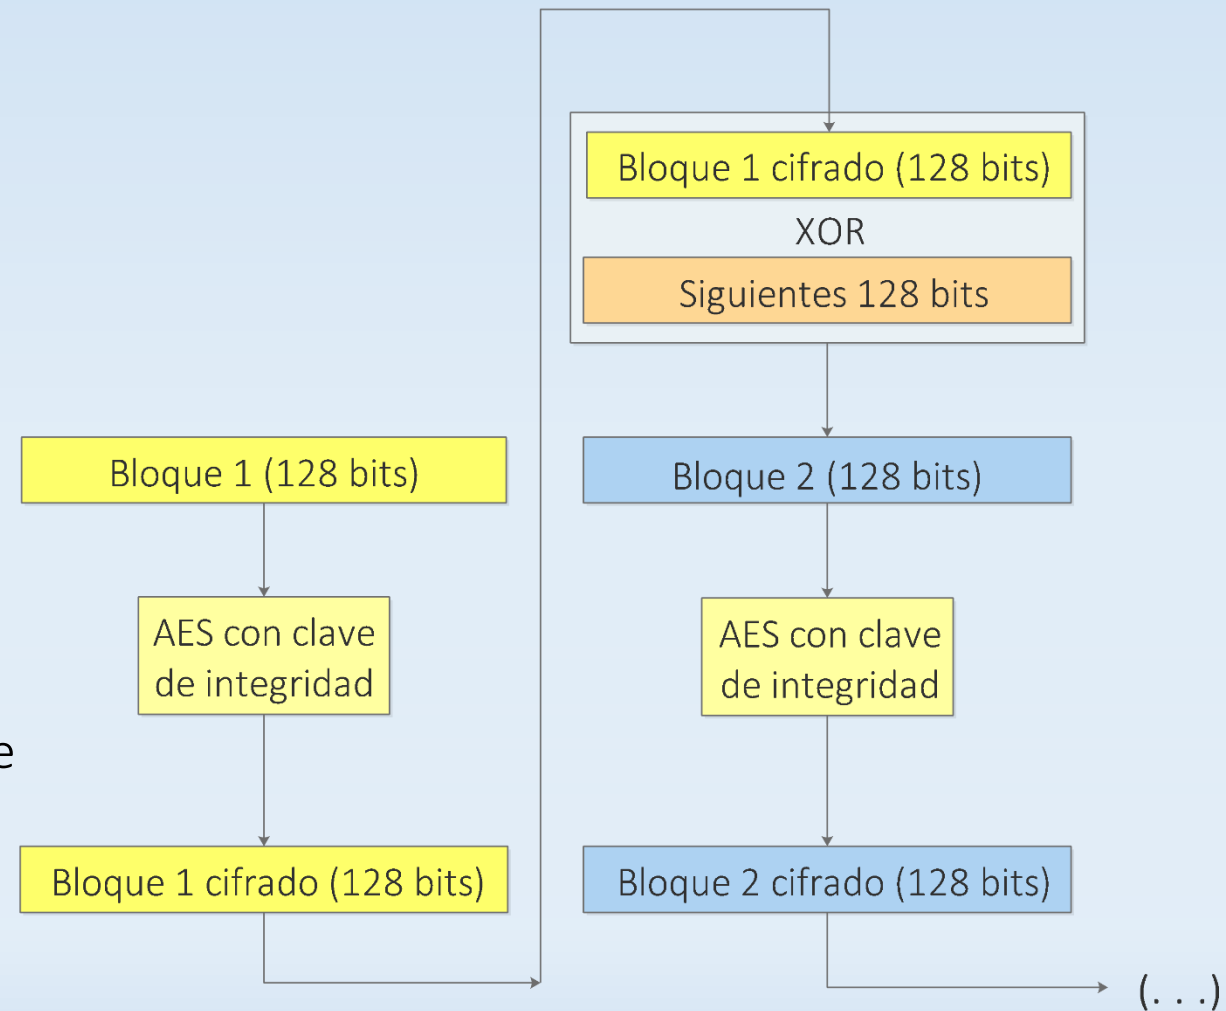 Bloque 1 cifrado (128 bits)
XOR
Siguientes 128 bits
Bloque 1 (128 bits)
Bloque 2 (128 bits)
AES con clave
de integridad
AES con clave
de integridad
e
Bloque 1 cifrado (128 bits)
Bloque 2 cifrado (128 bits)
(. . .)